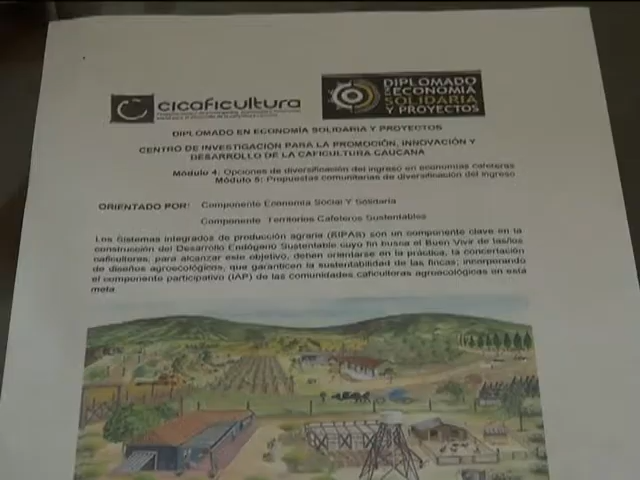 cicaficultura
DIPLOMADO
EN ECONOMÍA
SOLIDARIA
Y PROYECTOS
DIPLOMADO EN ECONOMÍA SOLIDARIA Y PROYECTOS
CENTRO DE INVESTIGACIÓN PARA LA PROMOCIÓN, INNOVACIÓN Y
DESARROLLO DE LA CAFICULTURA CAUCANA
Módulo 4: Opciones de diversificación del ingreso en economías cafeteras
Módulo 5: Propuestas comunitarias de diversificación del ingreso
ORIENTADO POR: Componente Economía Social Y Solidaria
Componente Territorios Cafeteros Sustentables
Los Sistemas integrados de producción agraria (RIPAs) son un componente clave en la
construcción del Desarrollo Endógeno Sustentable cuyo fin busca el Buen Vivir de las/los
caficultores; para alcanzar este objetivo, deben orientarse en la práctica, la concertación
de diseños agroecológicos, que garanticen la sustentabilidad de las fincas; incorporando
el componente participativo (IAP) de las comunidades caficultoras agroecológicas en esta
meta